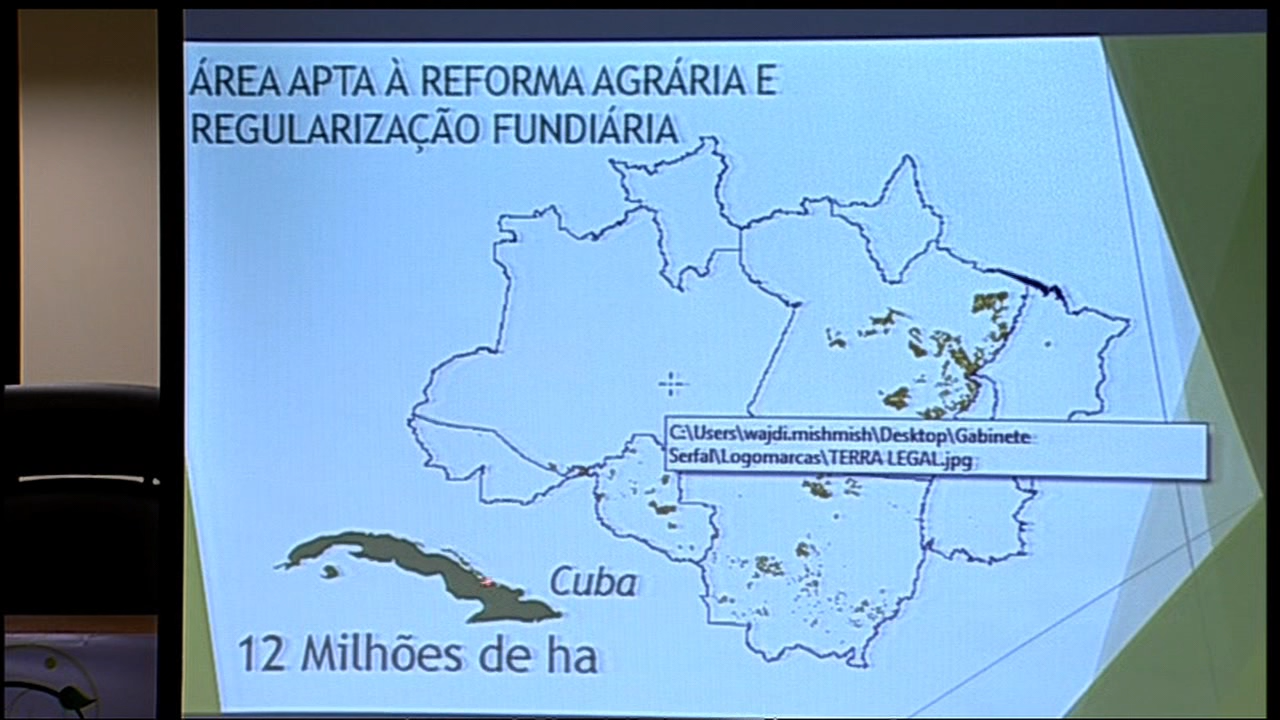 ÁREA APTA À REFORMA AGRÁRIA E
REGULARIZAÇÃO FUNDIÁRIA
C:\Users\wajdi.mishmish\Desktop\Gabinete
Serfal\Logomarcas\TERRA LEGAL.jpg
Cuba
12 Milhões de ha